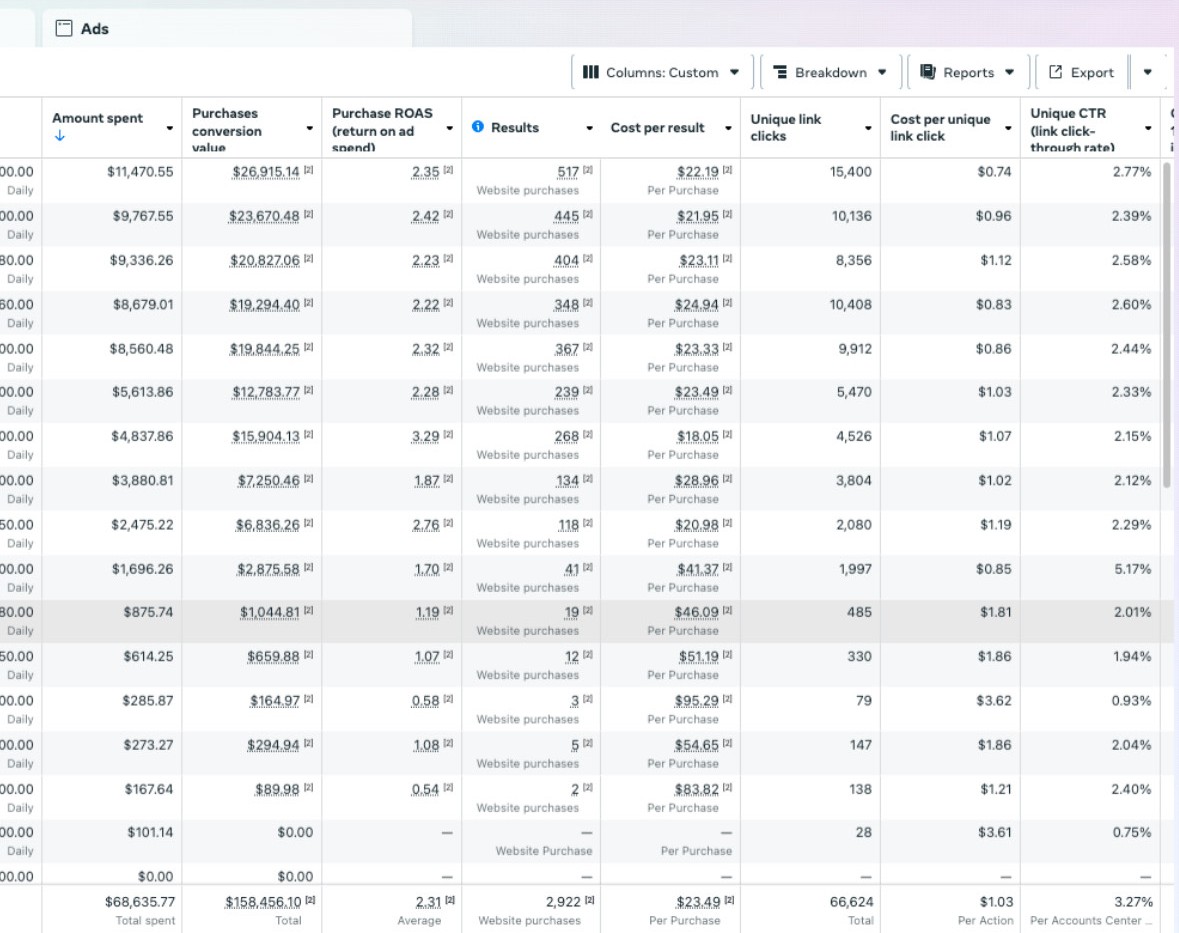 Ads
Columns: Custom Breakdown Reports Export
Amount spent Purchases conversion value Purchase ROAS (return on ad spend) Results Cost per result Unique link clicks Cost per unique link click Unique CTR (link click-through rate)
00.00 $11,470.55 $26,915.14 [2] 2.35 [2] 517 [2] $22.19 [2] 15,400 $0.74 2.77%
Daily Website purchases Per Purchase
00.00 $9,767.55 $23,670.48 [2] 2.42 [2] 445 [2] $21.95 [2] 10,136 $0.96 2.39%
Daily Website purchases Per Purchase
80.00 $9,336.26 $20,827.06 [2] 2.23 [2] 404 [2] $23.11 [2] 8,356 $1.12 2.58%
Daily Website purchases Per Purchase
60.00 $8,679.01 $19,294.40 [2] 2.22 [2] 348 [2] $24.94 [2] 10,408 $0.83 2.60%
Daily Website purchases Per Purchase
00.00 $8,560.48 $19,844.25 [2] 2.32 [2] 367 [2] $23.33 [2] 9,912 $0.86 2.44%
Daily Website purchases Per Purchase
00.00 $5,613.86 $12,783.77 [2] 2.28 [2] 239 [2] $23.49 [2] 5,470 $1.03 2.33%
Daily Website purchases Per Purchase
00.00 $4,837.86 $15,904.13 [2] 3.29 [2] 268 [2] $18.05 [2] 4,526 $1.07 2.15%
Daily Website purchases Per Purchase
00.00 $3,880.81 $7,250.46 [2] 1.87 [2] 134 [2] $28.96 [2] 3,804 $1.02 2.12%
Daily Website purchases Per Purchase
50.00 $2,475.22 $6,836.26 [2] 2.76 [2] 118 [2] $20.98 [2] 2,080 $1.19 2.29%
Daily Website purchases Per Purchase
00.00 $1,696.26 $2,875.58 [2] 1.70 [2] 41 [2] $41.37 [2] 1,997 $0.85 5.17%
Daily Website purchases Per Purchase
80.00 $875.74 $1,044.81 [2] 1.19 [2] 19 [2] $46.09 [2] 485 $1.81 2.01%
Daily Website purchases Per Purchase
50.00 $614.25 $659.88 [2] 1.07 [2] 12 [2] $51.19 [2] 330 $1.86 1.94%
Daily Website purchases Per Purchase
00.00 $285.87 $164.97 [2] 0.58 [2] 3 [2] $95.29 [2] 79 $3.62 0.93%
Daily Website purchases Per Purchase
00.00 $273.27 $294.94 [2] 1.08 [2] 5 [2] $54.65 [2] 147 $1.86 2.04%
Daily Website purchases Per Purchase
00.00 $167.64 $89.98 [2] 0.54 [2] 2 [2] $83.82 [2] 138 $1.21 2.40%
Daily Website purchases Per Purchase
00.00 $101.14 $0.00 — — — 28 $3.61 0.75%
Daily Website Purchase Per Purchase
00.00 $0.00 $0.00 — — — — — —
$68,635.77 $158,456.10 [2] 2.31 [2] 2,922 [2] $23.49 [2] 66,624 $1.03 3.27%
Total spent Total Average Website purchases Per Purchase Total Per Action Per Accounts Center ...